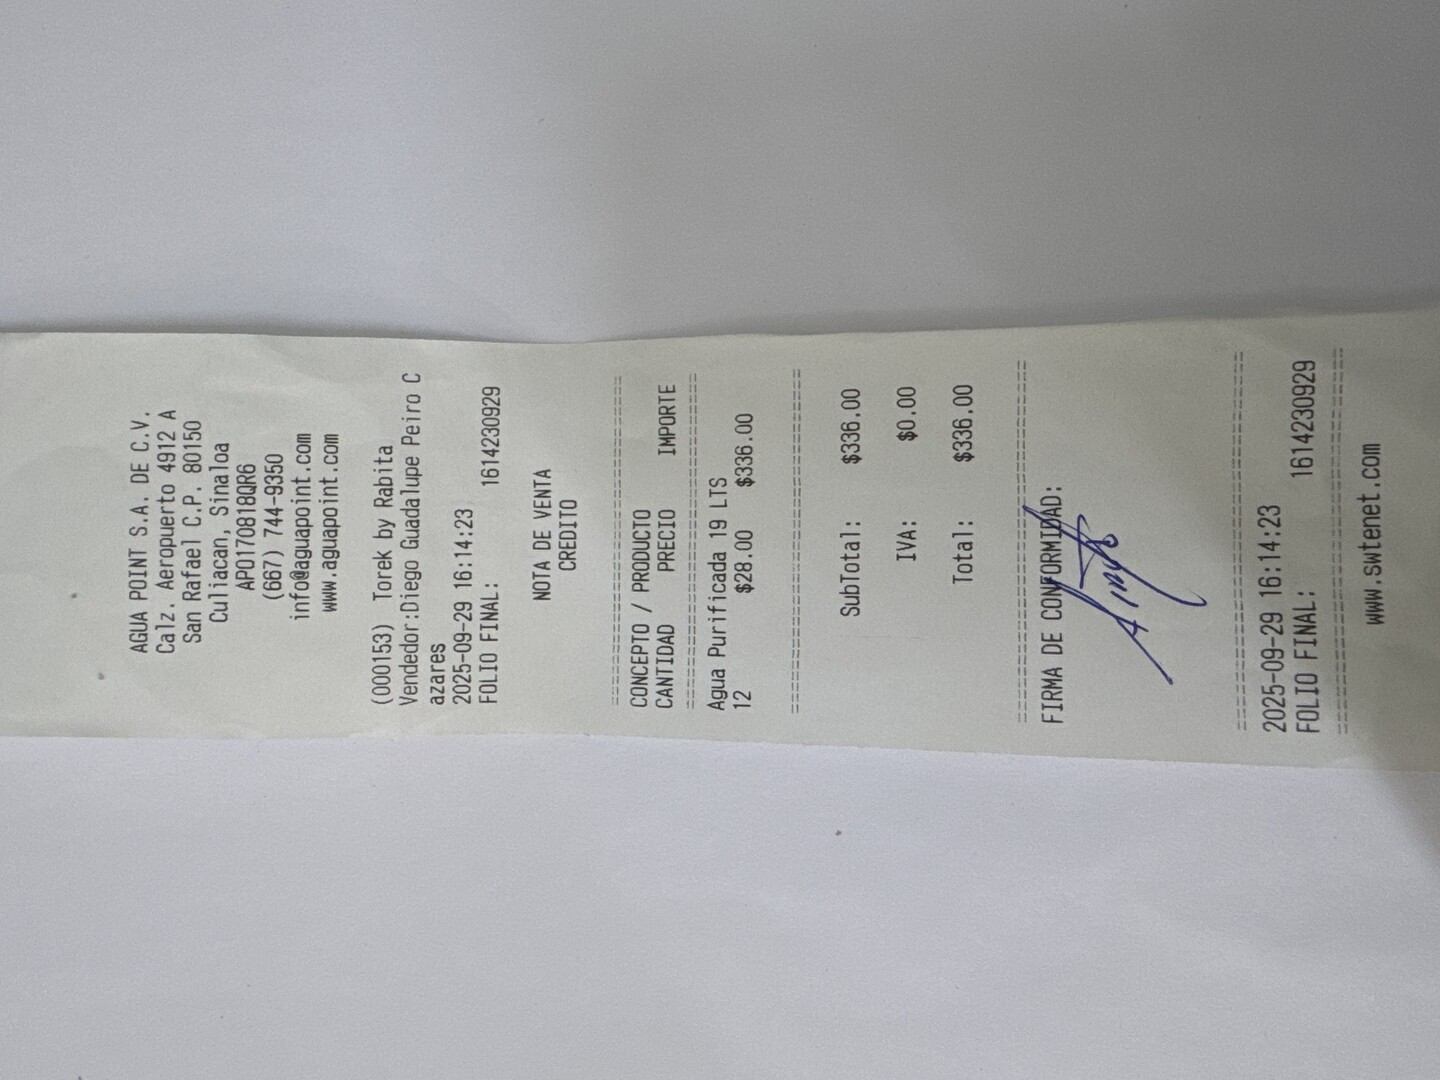 AGUA POINT S.A. DE C.V.
Calz. Aeropuerto 4912 A
San Rafael C.P. 80150
Culiacan, Sinaloa
APO170818QR6
(667) 744-9350
info@aguapoint.com
www.aguapoint.com
(000153) Torek by Rabita
Vendedor:Diego Guadalupe Peiro C
azares
2025-09-29 16:14:23
FOLIO FINAL: 1614230929
NOTA DE VENTA
CREDITO
================================
CONCEPTO / PRODUCTO
CANTIDAD PRECIO IMPORTE
================================
Agua Purificada 19 LTS
12 $28.00 $336.00
================================
SubTotal: $336.00
IVA: $0.00
Total: $336.00
================================
FIRMA DE CONFORMIDAD:
================================
2025-09-29 16:14:23
FOLIO FINAL: 1614230929
================================
www.swtenet.com